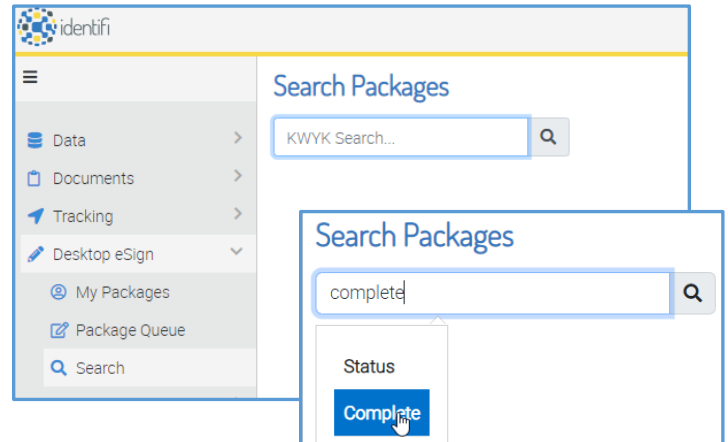 identifi
Search Packages
KWYK Search...
Data
Documents
Tracking
Desktop eSign
My Packages
Package Queue
Search
Search Packages
complete
Status
Complete